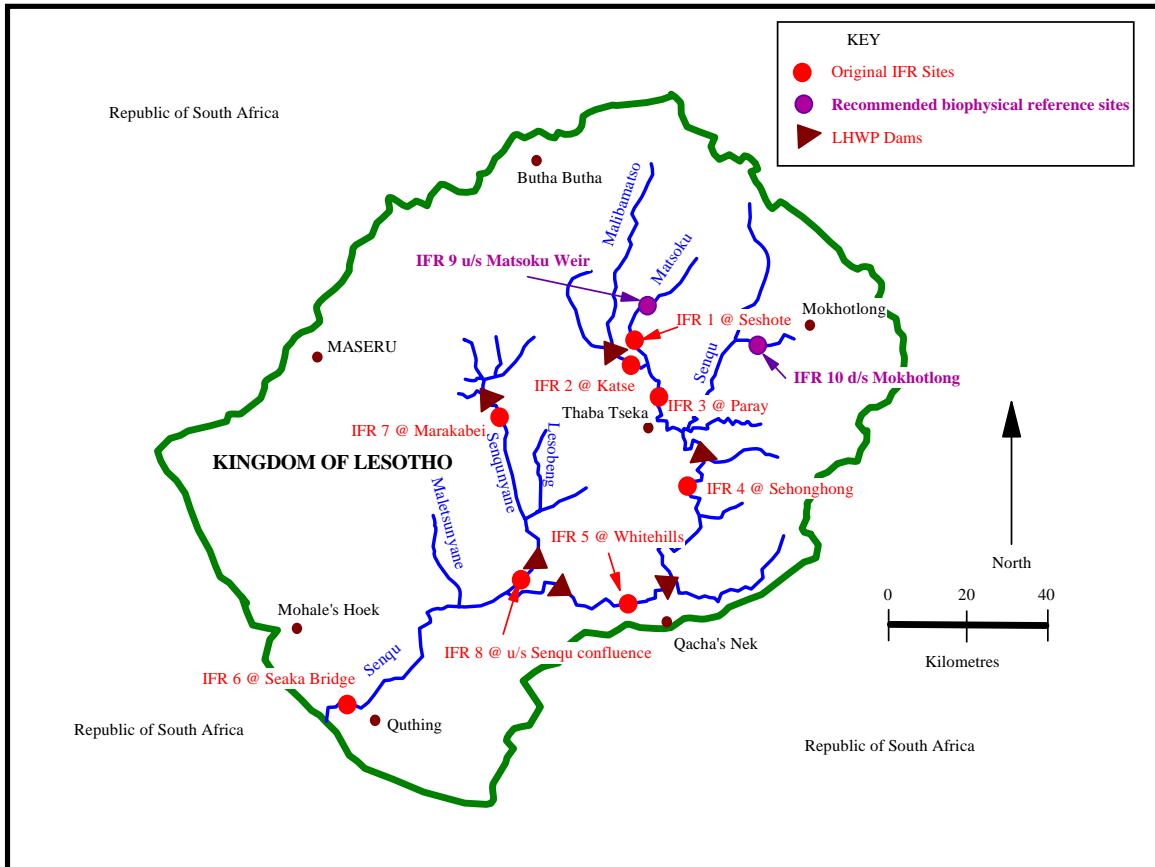 KEY
Original IFR Sites
Recommended biophysical reference sites
LHWP Dams
Republic of South Africa
Butha Butha
Malibamatso
IFR 9 u/s Matsoku Weir
Matsoku
Mokhotlong
IFR 1 @ Seshote
MASERU
Senqu
IFR 10 d/s Mokhotlong
IFR 2 @ Katse
IFR 3 @ Paray
Thaba Tseka
IFR 7 @ Marakabei
KINGDOM OF LESOTHO
Senqunyane
Lesobeng
IFR 4 @ Sehonghong
Maletsunyane
IFR 5 @ Whitehills
North
0 20 40
Kilometres
Mohale's Hoek
Qacha's Nek
IFR 8 @ u/s Senqu confluence
Senqu
IFR 6 @ Seaka Bridge
Quthing
Republic of South Africa
Republic of South Africa